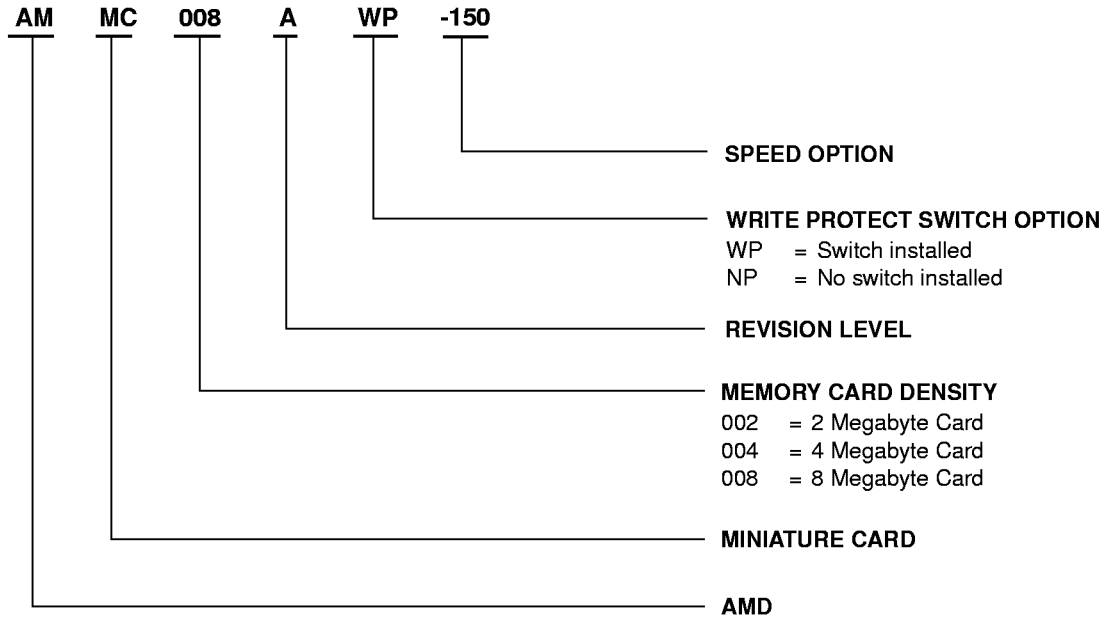 AM MC 008 A WP -150
SPEED OPTION
WRITE PROTECT SWITCH OPTION
WP = Switch installed
NP = No switch installed
REVISION LEVEL
MEMORY CARD DENSITY
002 = 2 Megabyte Card
004 = 4 Megabyte Card
008 = 8 Megabyte Card
MINIATURE CARD
AMD